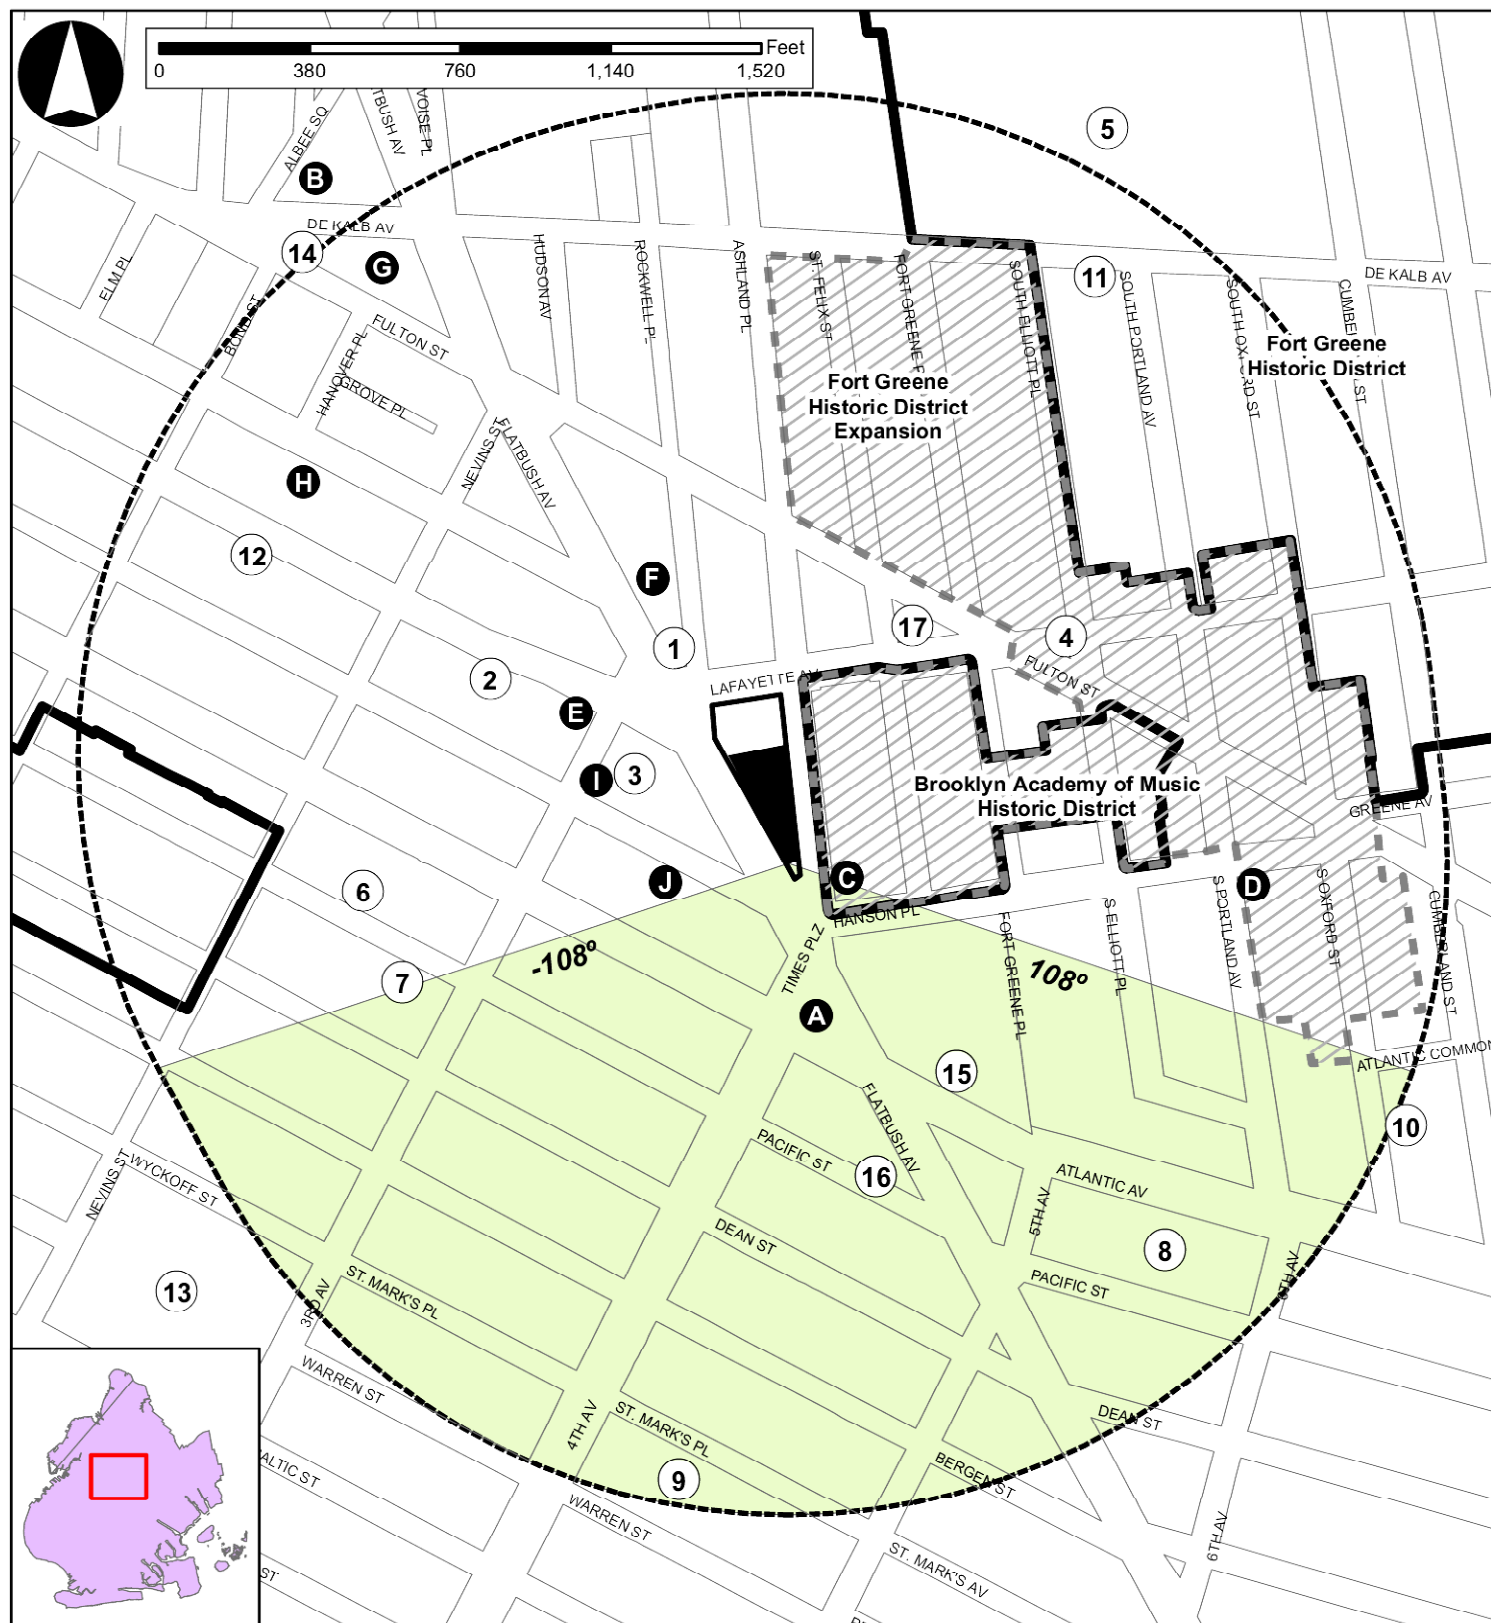 Feet
0 380 760 1,140 1,520
ALBEE SQ
TBUSH AV
VOISE PL
5
B
DE KALB AV
14
G
ELM PL
BOND ST
HUDSON AV
ROCKWELL PL
ASHLAND PL
ST. FELIX ST
SOUTH ELLIOTT PL
11
SOUTH PORTLAND AV
SOUTH OXFORD ST
DE KALB AV
FULTON ST
HANOVER PL
GROVE PL
Fort Greene
Historic District
Fort Greene
Historic District
Expansion
NEVINS ST
FLATBUSH AV
H
12
F
1
17
4
2
LAFAYETTE AV
FULTON ST
E
I
3
Brooklyn Academy of Music
Historic District
GREENE AV
6
J
C
D
HANSON PL
TIMES PLZ
FORT GREENE PL
S ELLIOTT PL
S PORTLAND AV
S OXFORD ST
CUMBERLAND ST
-108º
108º
7
A
15
ATLANTIC COMMON
10
FLATBUSH AV
PACIFIC ST
16
ATLANTIC AV
NEVINS ST
WYCKOFF ST
DEAN ST
5TH AV
8
13
3RD AV
ST. MARK'S PL
PACIFIC ST
6TH AV
WARREN ST
4TH AV
ST. MARK'S PL
DEAN ST
ALTIC ST
9
BERGEN ST
WARREN ST
6TH AV
ST. MARK'S AV
ST